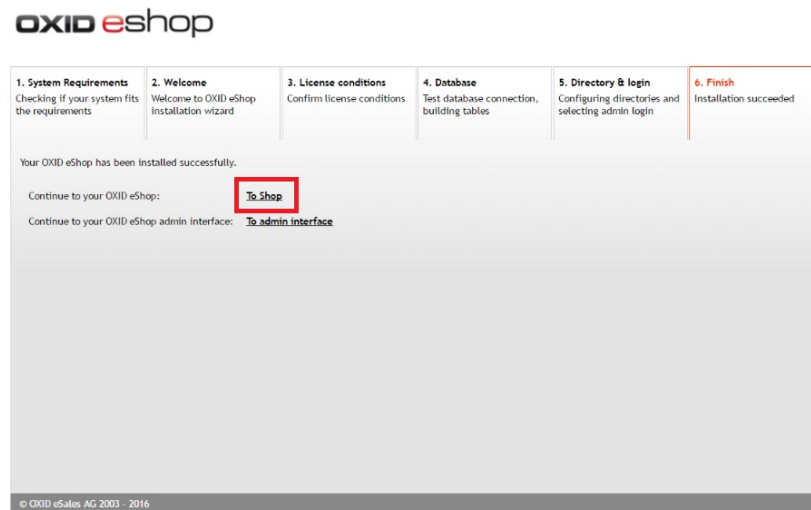 OXID eshop
1. System Requirements
Checking if your system fits
the requirements
2. Welcome
Welcome to OXID eShop
installation wizard
3. License conditions
Confirm license conditions
4. Database
Test database connection,
building tables
5. Directory & login
Configuring directories and
selecting admin login
6. Finish
Installation succeeded
Your OXID eShop has been installed successfully.
Continue to your OXID eShop: To Shop
Continue to your OXID eShop admin interface: To admin interface
© OXID eSales AG 2003 - 2016